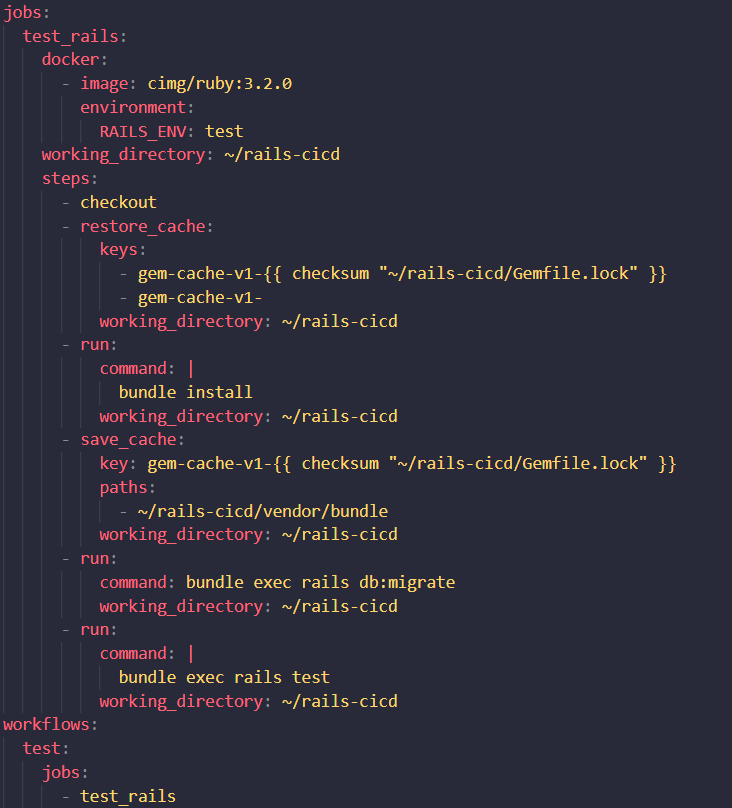 jobs:
  test_rails:
    docker:
      - image: cimg/ruby:3.2.0
        environment:
          RAILS_ENV: test
    working_directory: ~/rails-cicd
    steps:
      - checkout
      - restore_cache:
          keys:
            - gem-cache-v1-{{ checksum "~/rails-cicd/Gemfile.lock" }}
            - gem-cache-v1-
          working_directory: ~/rails-cicd
      - run:
          command: |
            bundle install
          working_directory: ~/rails-cicd
      - save_cache:
          key: gem-cache-v1-{{ checksum "~/rails-cicd/Gemfile.lock" }}
          paths:
            - ~/rails-cicd/vendor/bundle
          working_directory: ~/rails-cicd
      - run:
          command: bundle exec rails db:migrate
          working_directory: ~/rails-cicd
      - run:
          command: |
            bundle exec rails test
          working_directory: ~/rails-cicd
workflows:
  test:
    jobs:
      - test_rails